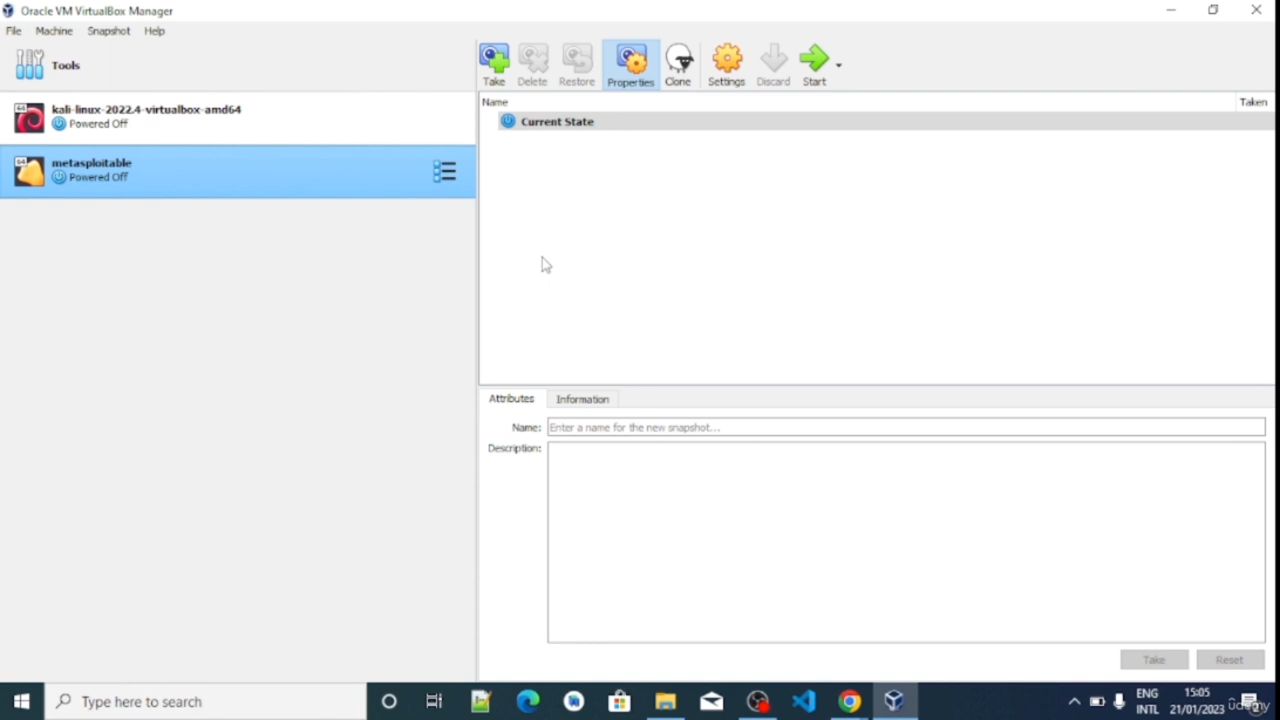 Oracle VM VirtualBox Manager
File Machine Snapshot Help
Tools
Take Delete Restore Properties Clone Settings Discard Start
Name Taken
kali-linux-2022.4-virtualbox-amd64
Powered Off
Current State
metasploitable
Powered Off
Attributes Information
Name: Enter a name for the new snapshot...
Description:
Take Reset
Type here to search
ENG
INTL
15:05
21/01/2023
udemy